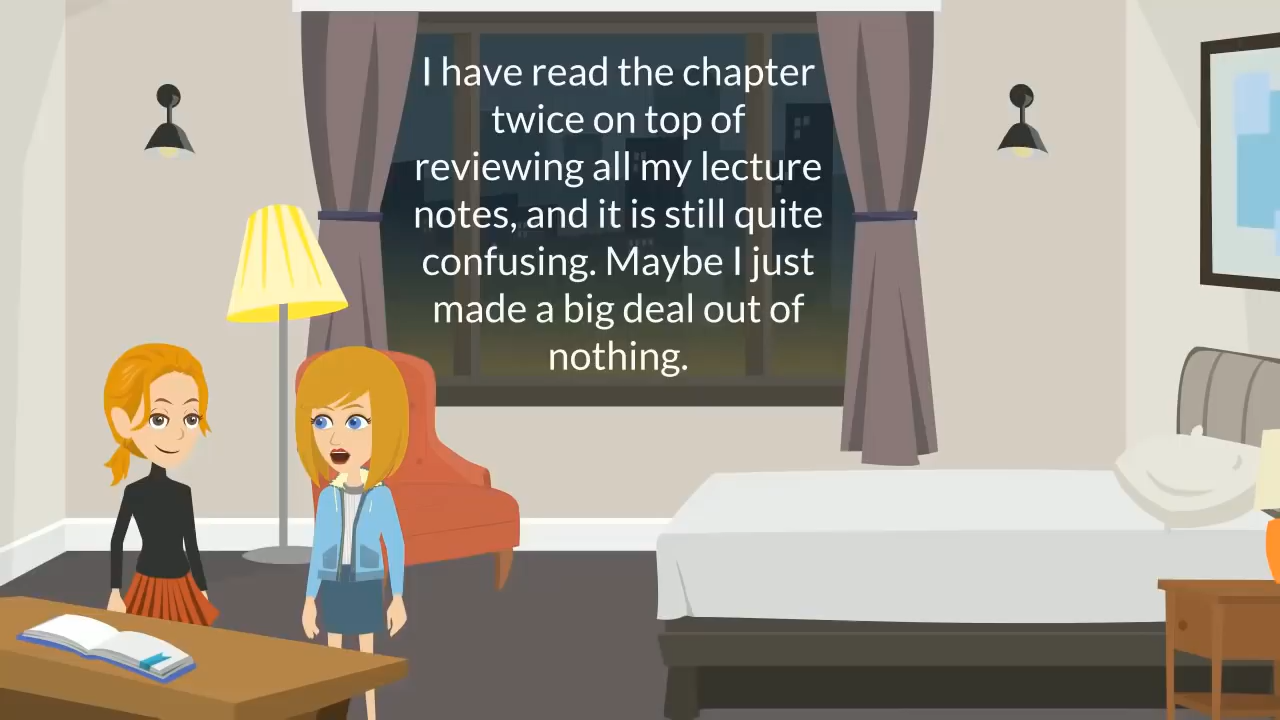 I have read the chapter
twice on top of
reviewing all my lecture
notes, and it is still quite
confusing. Maybe I just
made a big deal out of
nothing.